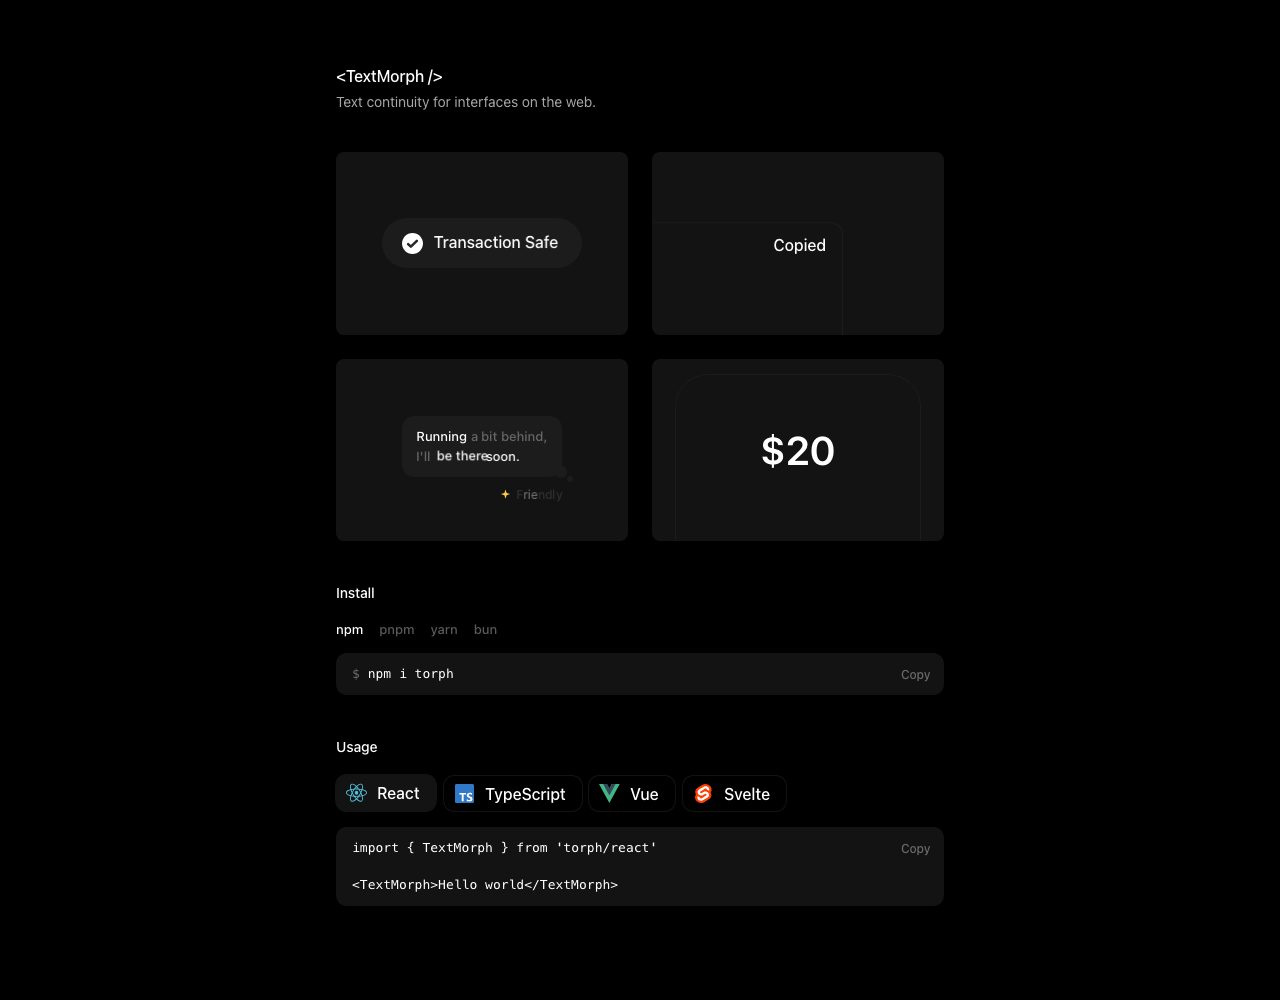 <TextMorph />
Text continuity for interfaces on the web.
Transaction Safe
Copied
Running a bit behind,
I'll be there soon.
Friendly
$20
Install
npm pnpm yarn bun
$ npm i torph
Copy
Usage
React
TS TypeScript
Vue
Svelte
import { TextMorph } from 'torph/react'
Copy
<TextMorph>Hello world</TextMorph>